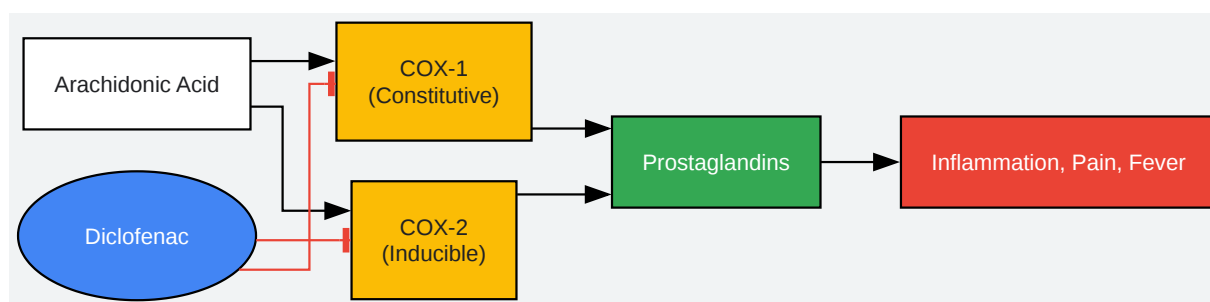 Arachidonic Acid
COX-1
(Constitutive)
Prostaglandins
Inflammation, Pain, Fever
Diclofenac
COX-2
(Inducible)